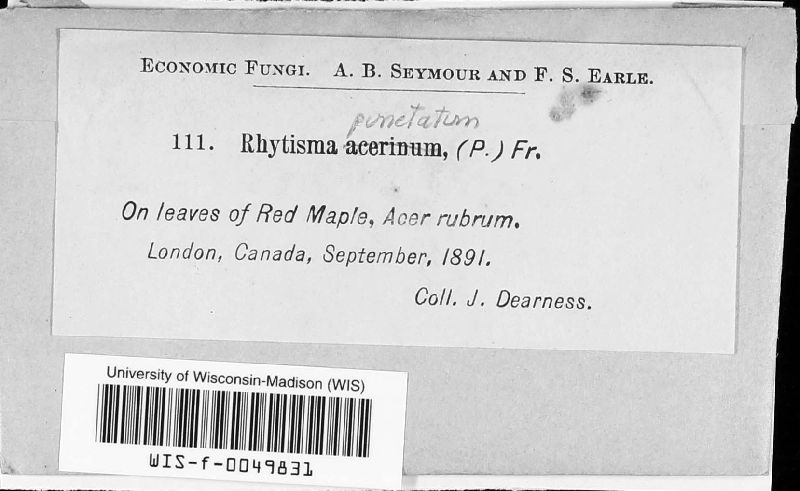 Economic Fungi. A. B. Seymour and F. S. Earle.
punctatum
111. Rhytisma acerinum, (P.) Fr.
On leaves of Red Maple, Acer rubrum.
London, Canada, September, 1891.
Coll. J. Dearness.
University of Wisconsin-Madison (WIS)
WIS-f-0049831